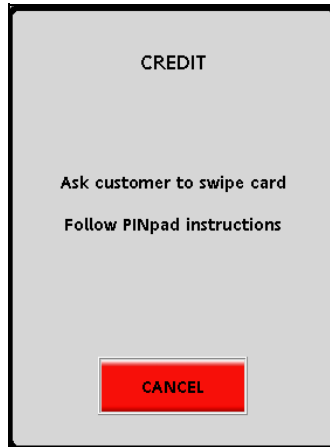 CREDIT
Ask customer to swipe card
Follow PINpad instructions
CANCEL